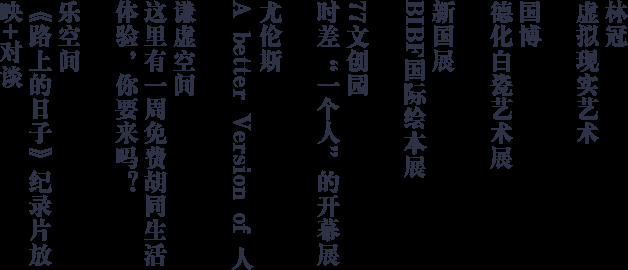 林冠
虚拟现实艺术
国博
德化白瓷艺术展
新国展
BIBF国际绘本展
77文创园
时差“一个人”的开幕展
尤伦斯
A better Version of 人
谦虚空间
这里有一周免费胡同生活
体验，你要来吗？
乐空间
《路上的日子》纪录片放
映+对谈